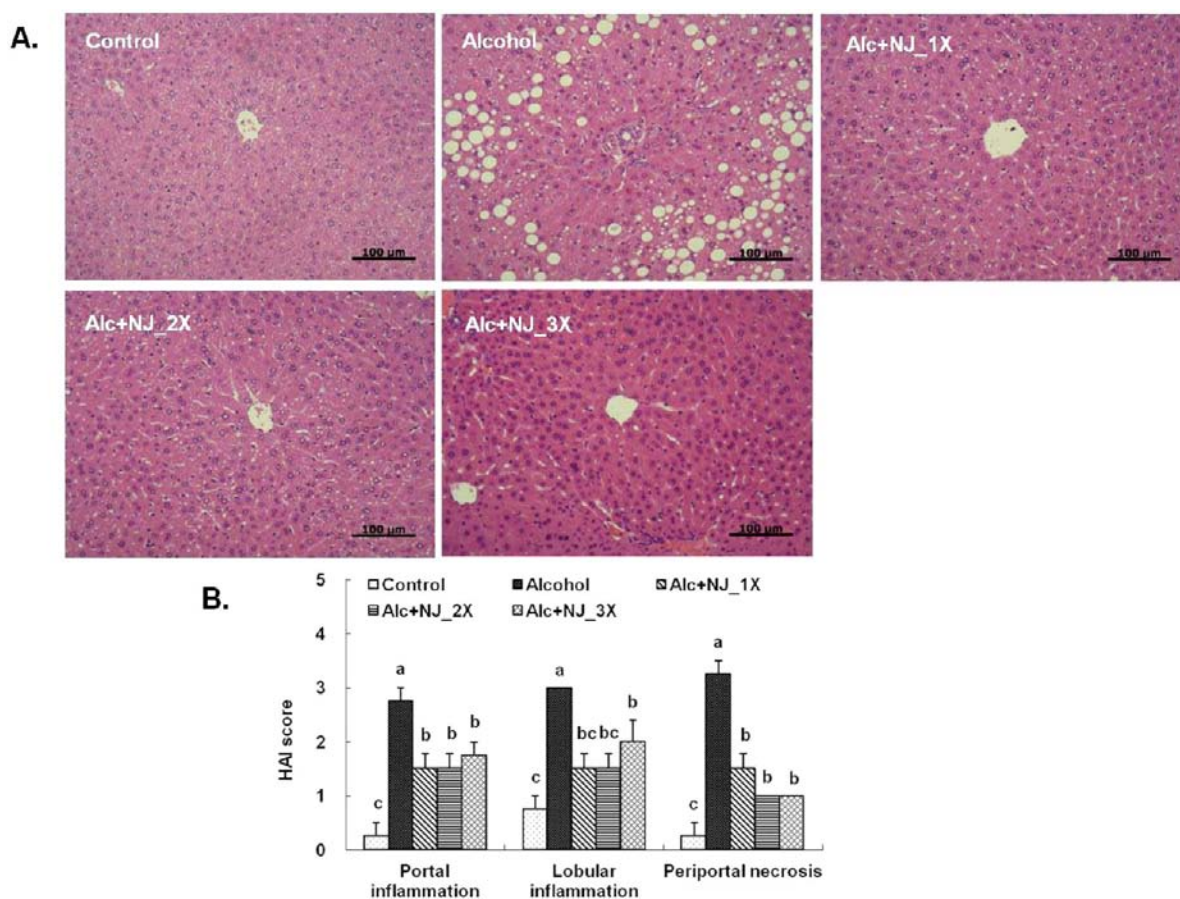 A.
Control
Alcohol
Alc+NJ_1X
100 µm
100 µm
100 µm
Alc+NJ_2X
Alc+NJ_3X
100 µm
100 µm
B.
Control Alcohol Alc+NJ_1X
Alc+NJ_2X Alc+NJ_3X
HAI score
5
4
3
2
1
0
c a b b b
c a bc bc b
c a b b b
Portal inflammation
Lobular inflammation
Periportal necrosis